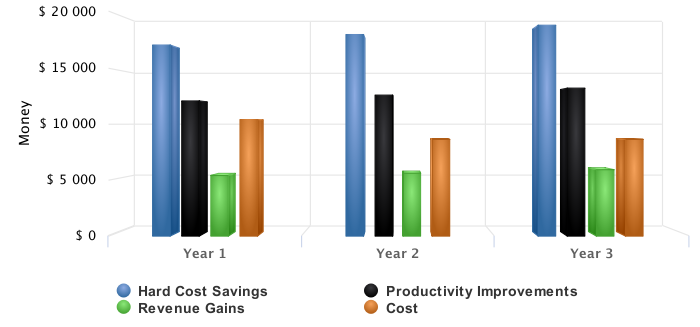 $ 20 000
$ 15 000
$ 10 000
$ 5 000
$ 0
Money
Year 1
Year 2
Year 3
Hard Cost Savings
Productivity Improvements
Revenue Gains
Cost